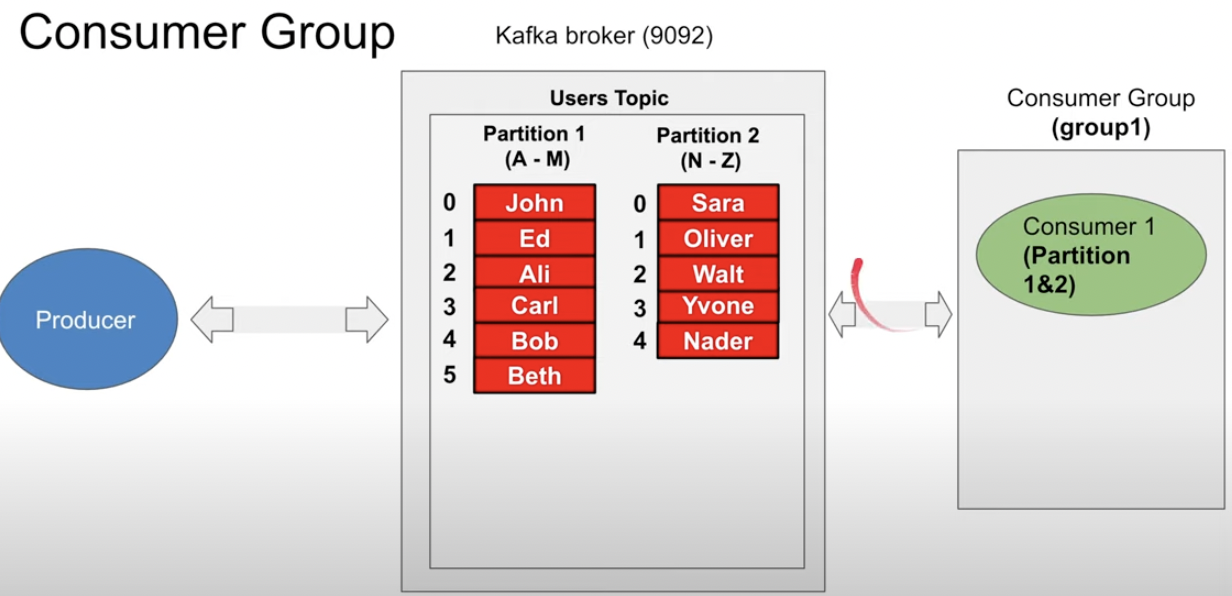 Consumer Group
Kafka broker (9092)
Users Topic
Partition 1
(A - M)
0 John
1 Ed
2 Ali
3 Carl
4 Bob
5 Beth
Partition 2
(N - Z)
0 Sara
1 Oliver
2 Walt
3 Yvone
4 Nader
Producer
Consumer Group
(group1)
Consumer 1
(Partition
1&2)